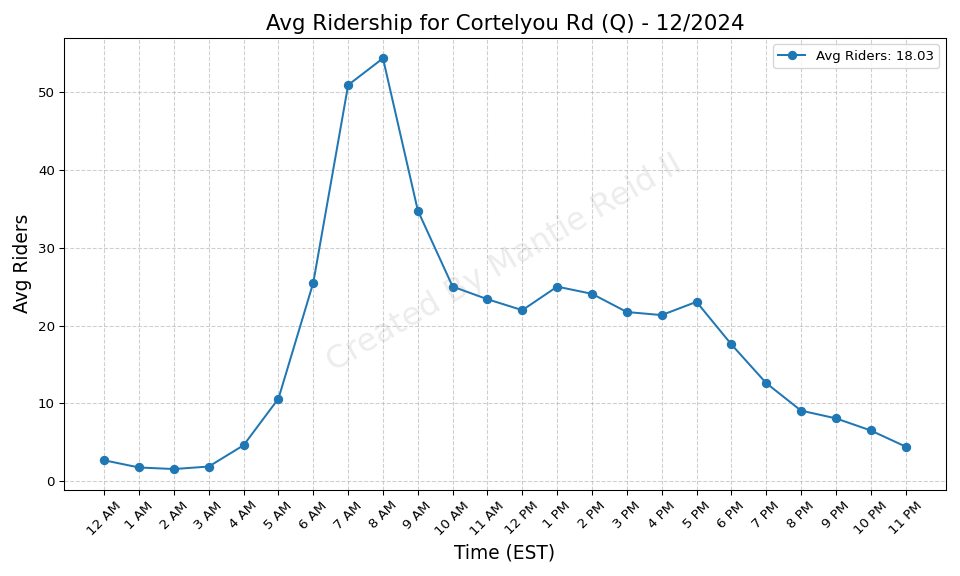 Avg Ridership for Cortelyou Rd (Q) - 12/2024
Avg Riders: 18.03
Avg Riders
50
40
30
20
10
0
Created By Mantie Reid II
12 AM
1 AM
2 AM
3 AM
4 AM
5 AM
6 AM
7 AM
8 AM
9 AM
10 AM
11 AM
12 PM
1 PM
2 PM
3 PM
4 PM
5 PM
6 PM
7 PM
8 PM
9 PM
10 PM
11 PM
Time (EST)